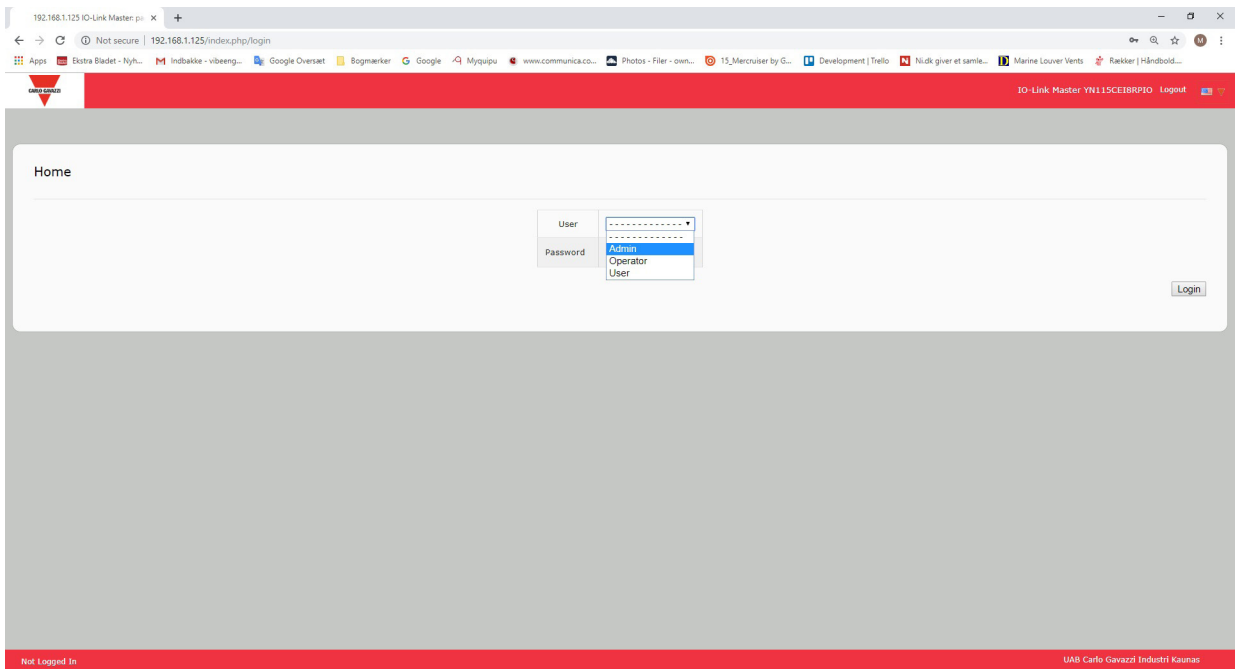 192.168.1.125 IO-Link Master: pa
Not secure | 192.168.1.125/index.php/login
Apps Ekstra Bladet - Nyh... Indbakke - vibeeng... Google Oversæt Bogmærker Google Myquipu www.communica.co... Photos - Filer - own... 15_Mercruiser by G... Development | Trello Ni.dk giver et samle... Marine Louver Vents Rækker | Håndbold....
CARLO GAVAZZI
IO-Link Master YN115CEI8RPIO Logout
Home
User - - - - - - - - - - - - -
- - - - - - - - - - - - -
Password Admin
Operator
User
Login
Not Logged In UAB Carlo Gavazzi Industri Kaunas